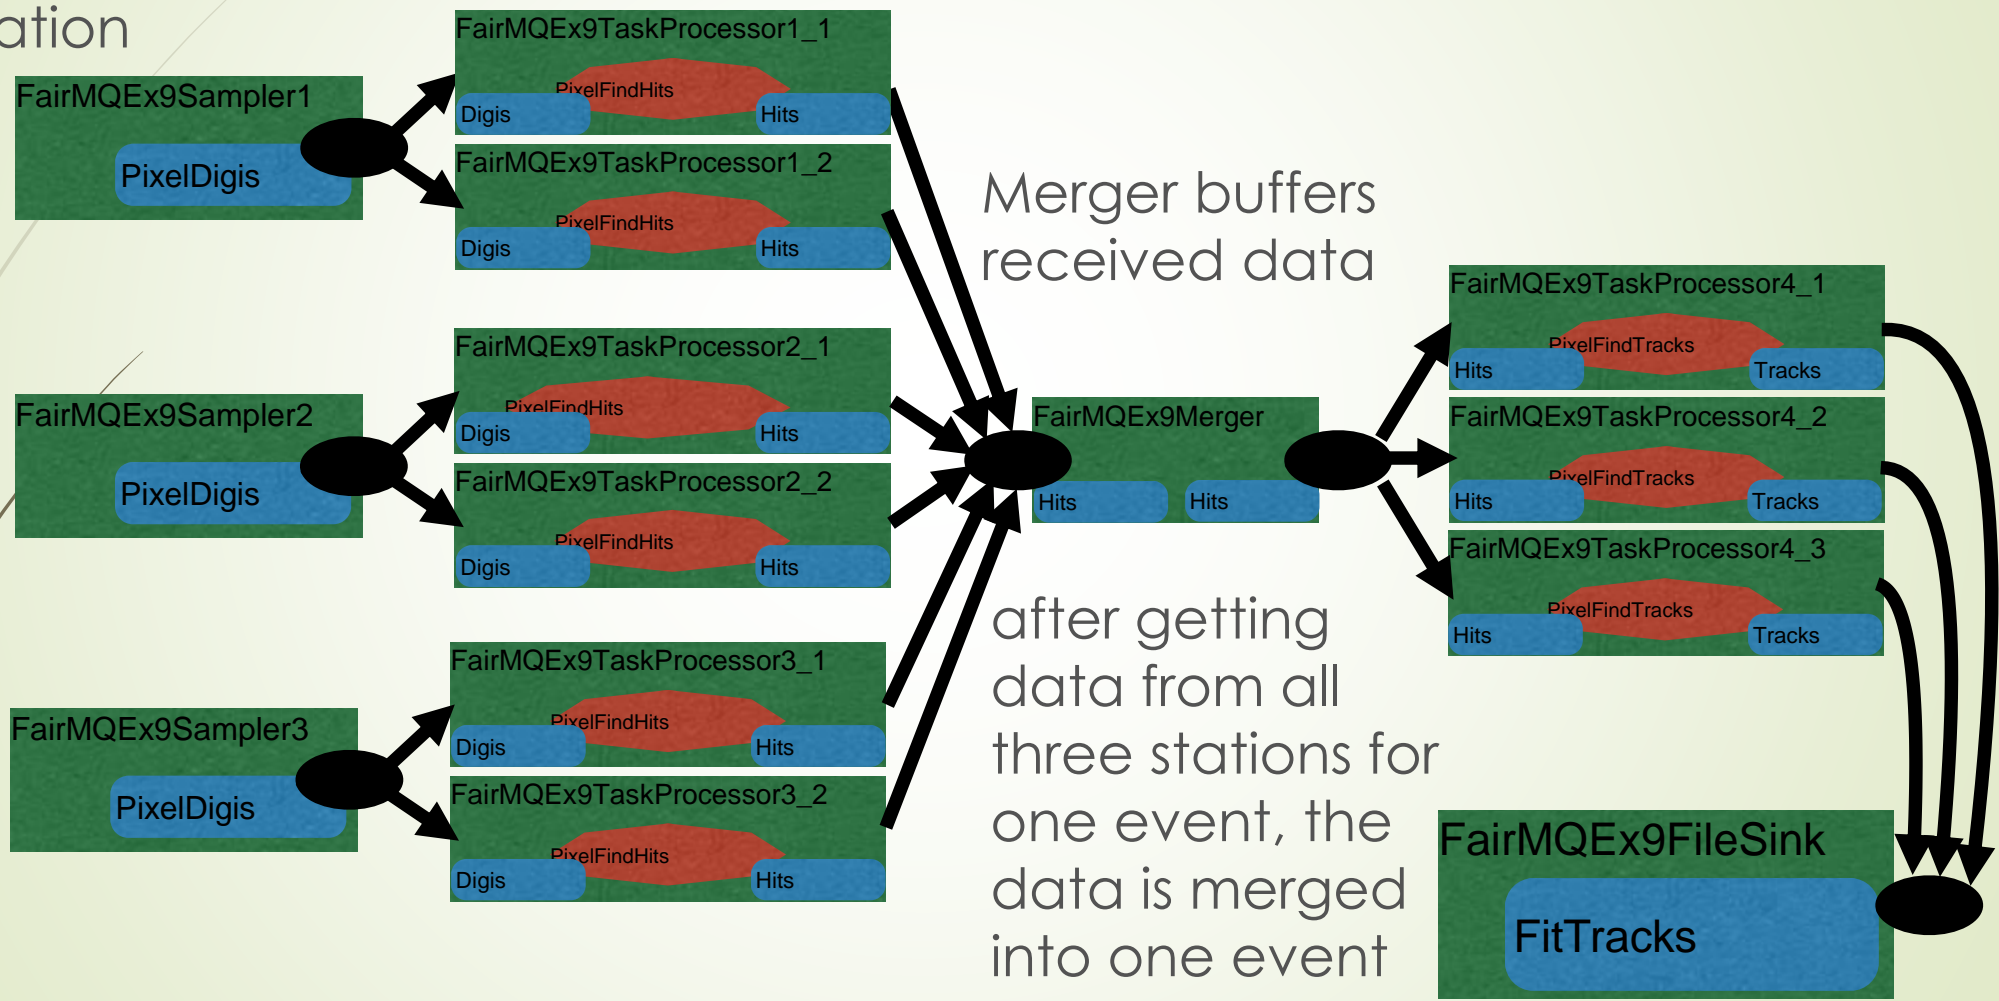 FairMQEx9Sampler1
PixelDigis
FairMQEx9TaskProcessor1_1
PixelFindHits
Digis
Hits
FairMQEx9TaskProcessor1_2
PixelFindHits
Digis
Hits
FairMQEx9Sampler2
PixelDigis
FairMQEx9TaskProcessor2_1
PixelFindHits
Digis
Hits
FairMQEx9TaskProcessor2_2
PixelFindHits
Digis
Hits
FairMQEx9Sampler3
PixelDigis
FairMQEx9TaskProcessor3_1
PixelFindHits
Digis
Hits
FairMQEx9TaskProcessor3_2
PixelFindHits
Digis
Hits
Merger buffers
received data
FairMQEx9Merger
Hits
Hits
after getting
data from all
three stations for
one event, the
data is merged
into one event
FairMQEx9TaskProcessor4_1
PixelFindTracks
Hits
Tracks
FairMQEx9TaskProcessor4_2
PixelFindTracks
Hits
Tracks
FairMQEx9TaskProcessor4_3
PixelFindTracks
Hits
Tracks
FairMQEx9FileSink
FitTracks